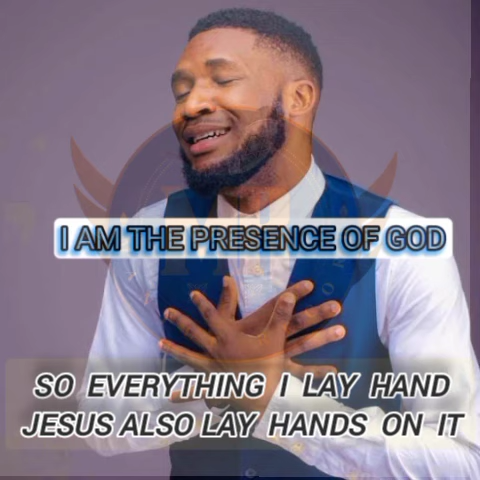 I AM THE PRESENCE OF GOD
SO EVERYTHING I LAY HAND
JESUS ALSO LAY HANDS ON IT